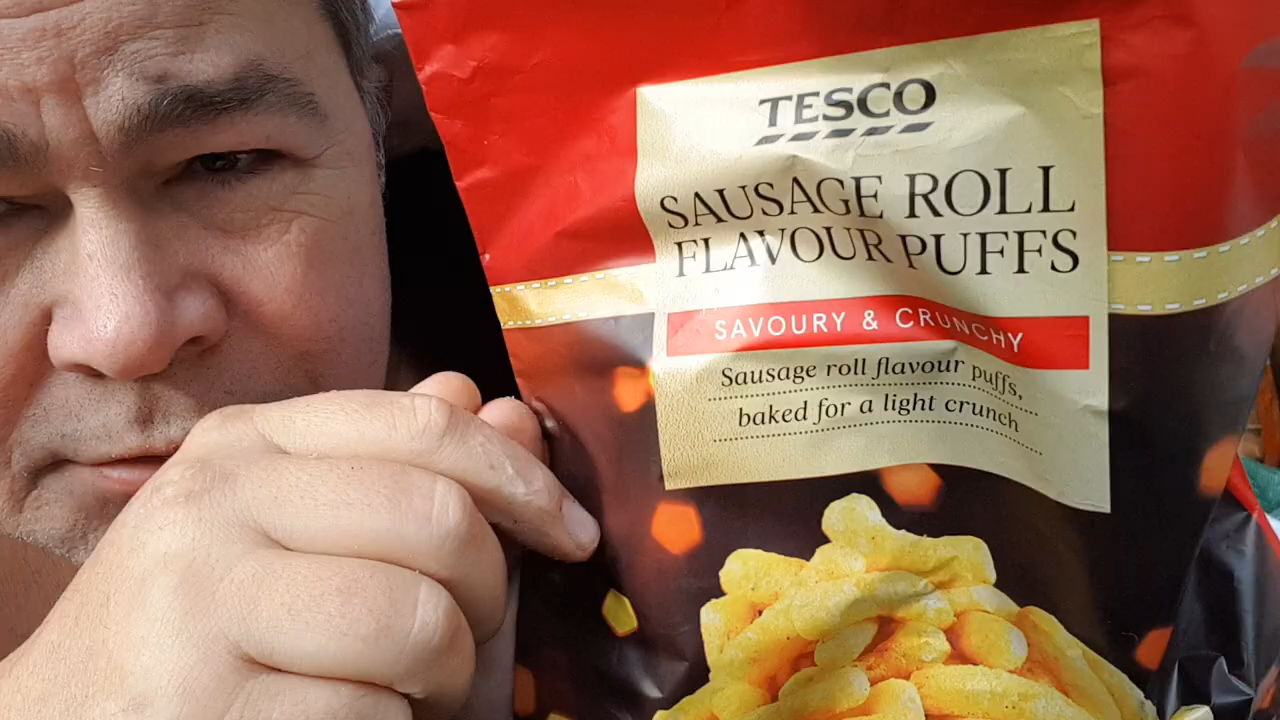 TESCO
SAUSAGE ROLL
FLAVOUR PUFFS
SAVOURY & CRUNCHY
Sausage roll flavour puffs,
baked for a light crunch